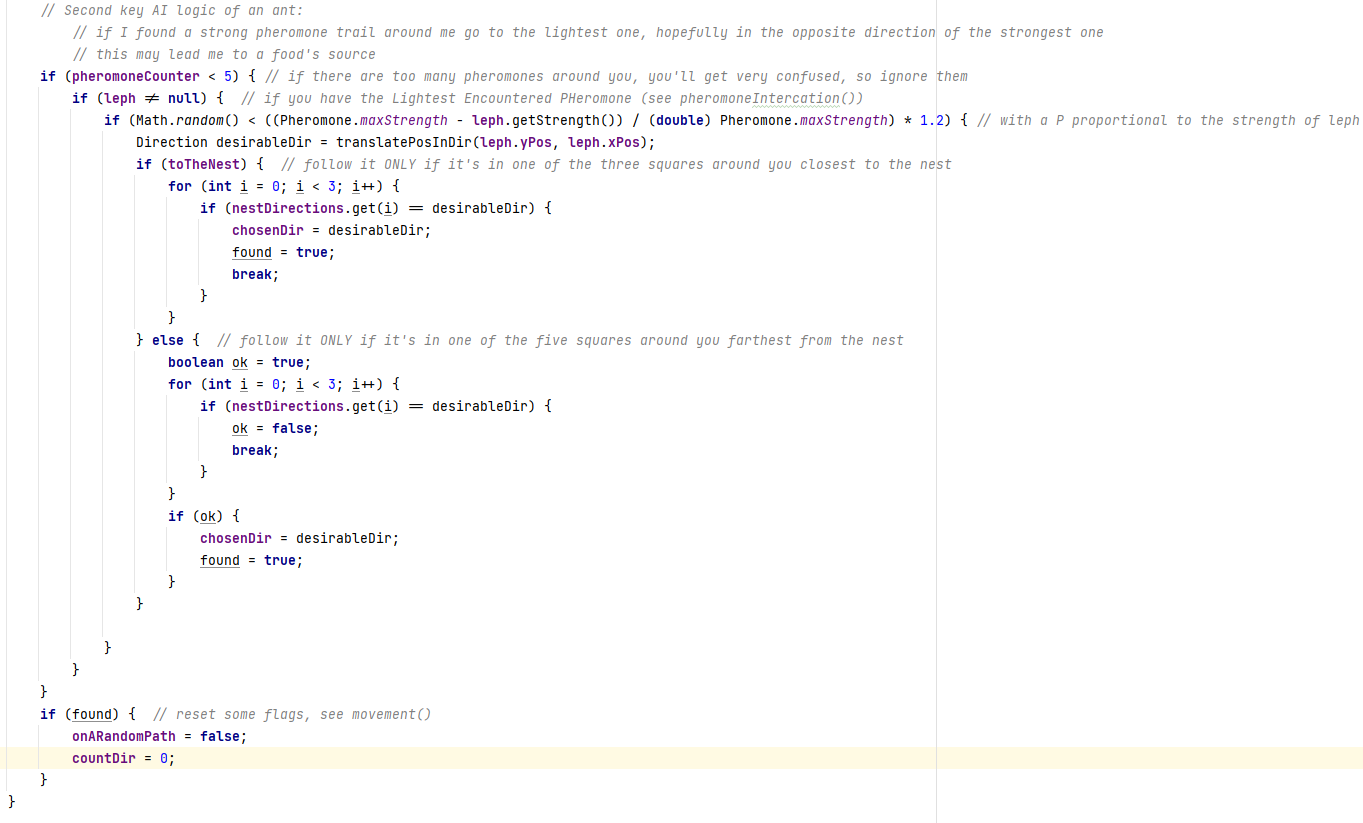 // Second key AI logic of an ant:
// if I found a strong pheromone trail around me go to the lightest one, hopefully in the opposite direction of the strongest one
// this may lead me to a food's source
if (pheromoneCounter < 5) { // if there are too many pheromones around you, you'll get very confused, so ignore them
if (leph ≠ null) {  // if you have the Lightest Encountered PHeromone (see pheromoneIntercation())
if (Math.random() < ((Pheromone.maxStrength - leph.getStrength()) / (double) Pheromone.maxStrength) * 1.2) { // with a P proportional to the strength of leph
Direction desirableDir = translatePosInDir(leph.yPos, leph.xPos);
if (toTheNest) {  // follow it ONLY if it's in one of the three squares around you closest to the nest
for (int i = 0; i < 3; i++) {
if (nestDirections.get(i) == desirableDir) {
chosenDir = desirableDir;
found = true;
break;
}
}
} else {  // follow it ONLY if it's in one of the five squares around you farthest from the nest
boolean ok = true;
for (int i = 0; i < 3; i++) {
if (nestDirections.get(i) == desirableDir) {
ok = false;
break;
}
}
if (ok) {
chosenDir = desirableDir;
found = true;
}
}
}
}
}
if (found) {  // reset some flags, see movement()
onARandomPath = false;
countDir = 0;
}
}